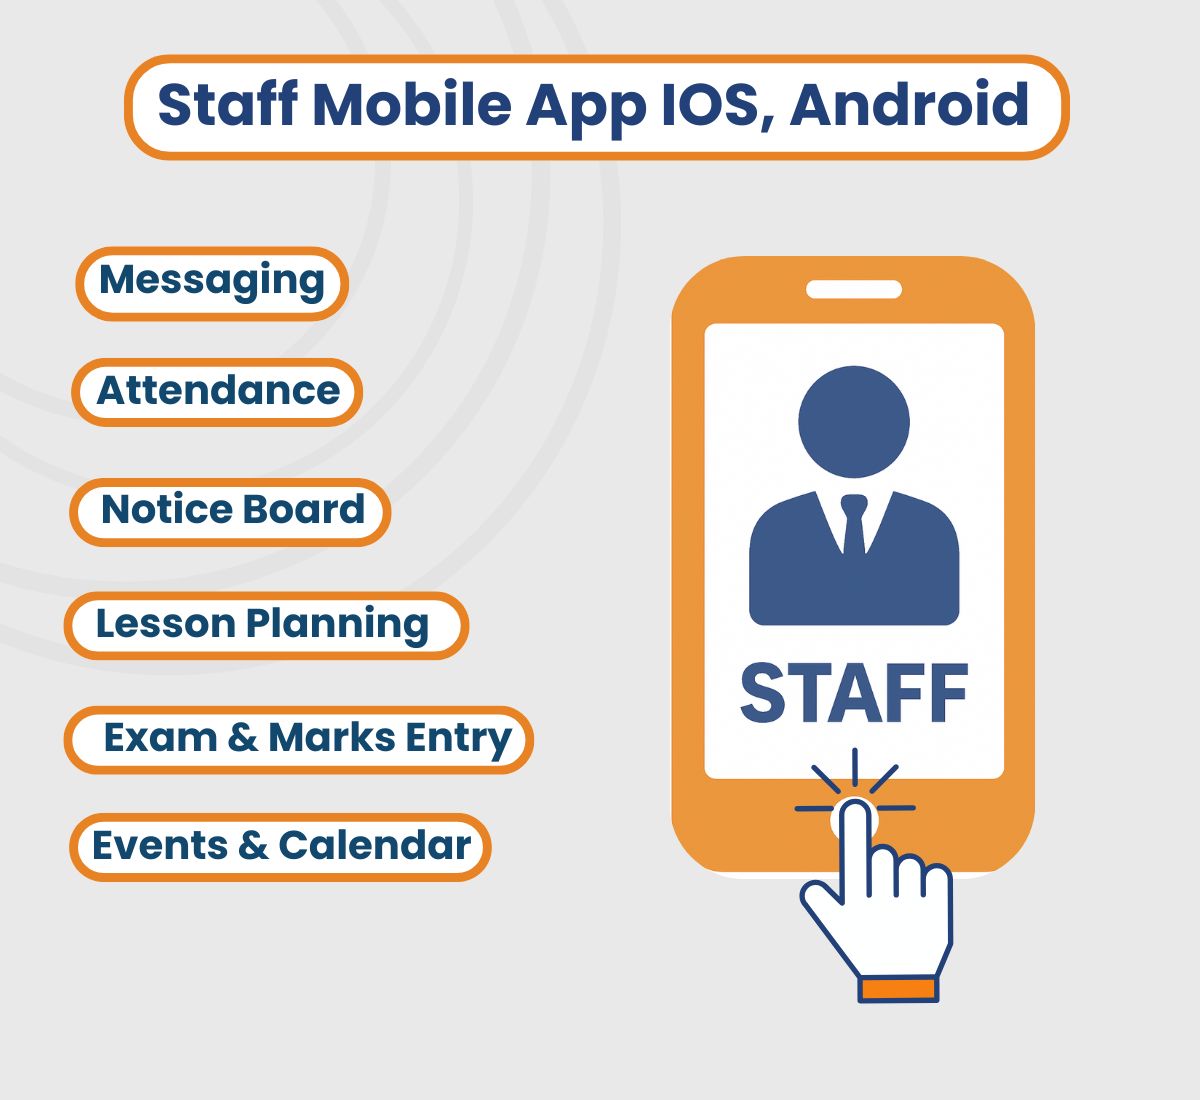 Staff Mobile App IOS, Android
Messaging
Attendance
Notice Board
Lesson Planning
Exam & Marks Entry
Events & Calendar
STAFF